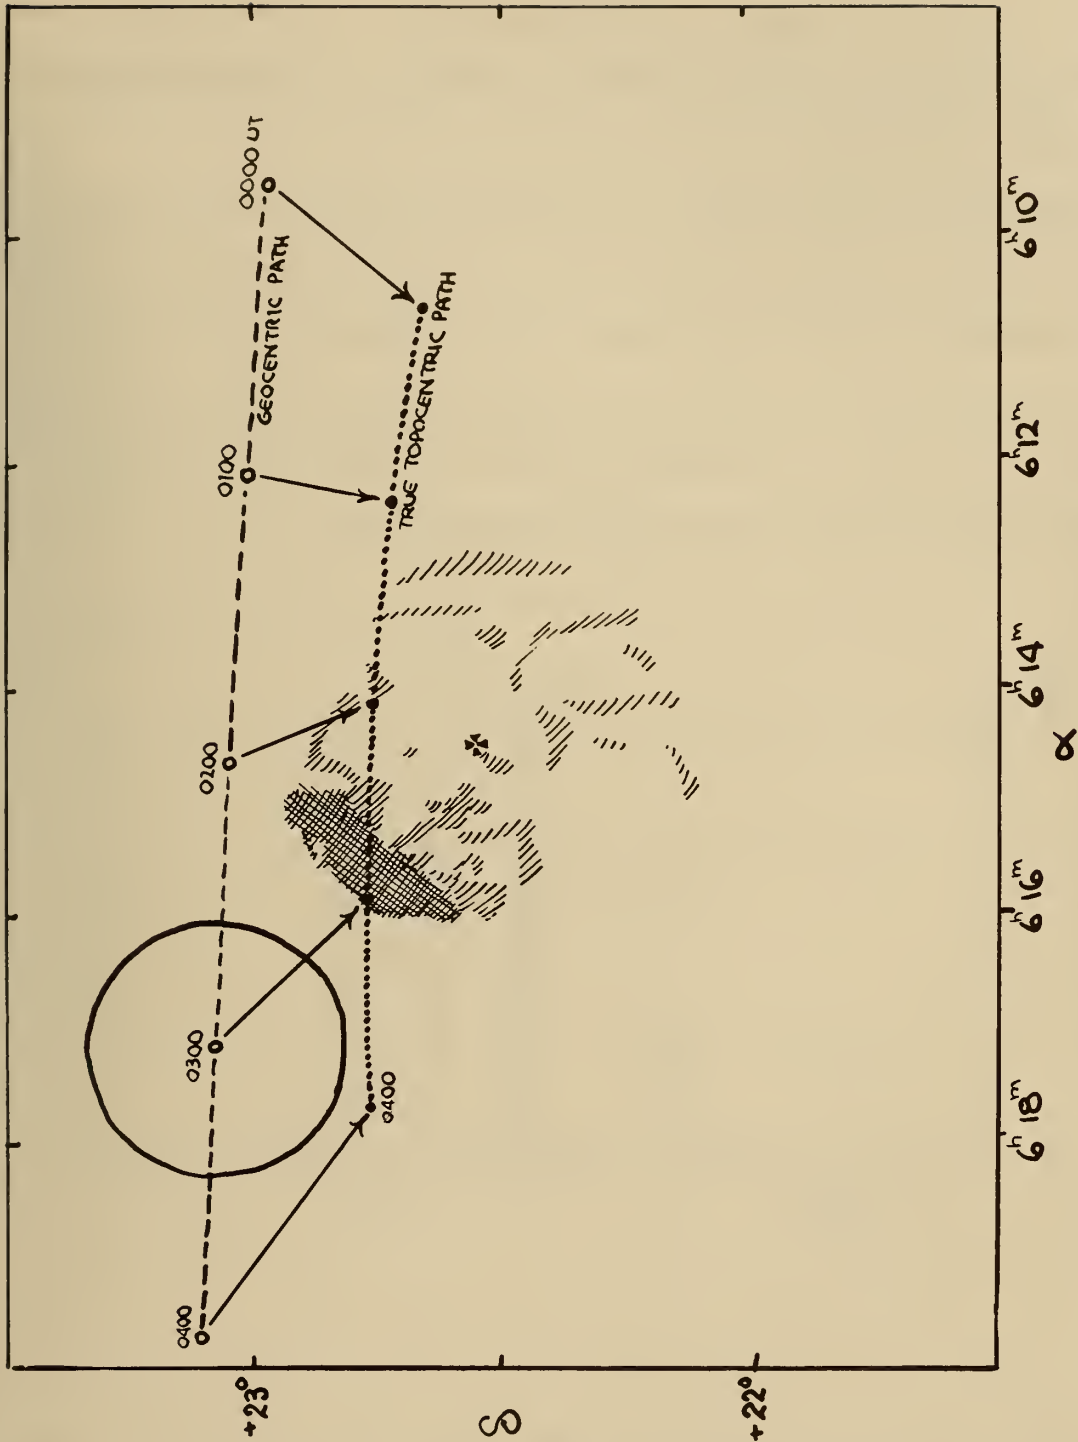 0000 UT
GEOCENTRIC PATH
0100
0200
0300
0400
TRUE TOPOCENTRIC PATH
0400
+23°
δ
+22°
6ʰ18ᵐ
6ʰ16ᵐ
6ʰ14ᵐ
6ʰ12ᵐ
6ʰ10ᵐ
α